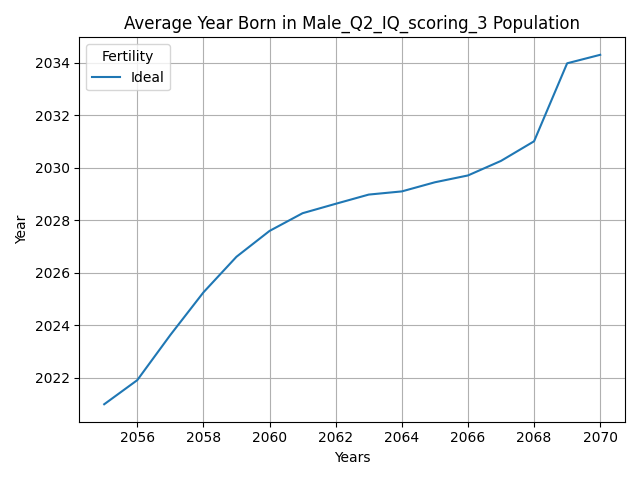 Average Year Born in Male_Q2_IQ_scoring_3 Population
Fertility
Ideal
2034
2032
2030
2028
2026
2024
2022
Year
2056 2058 2060 2062 2064 2066 2068 2070
Years